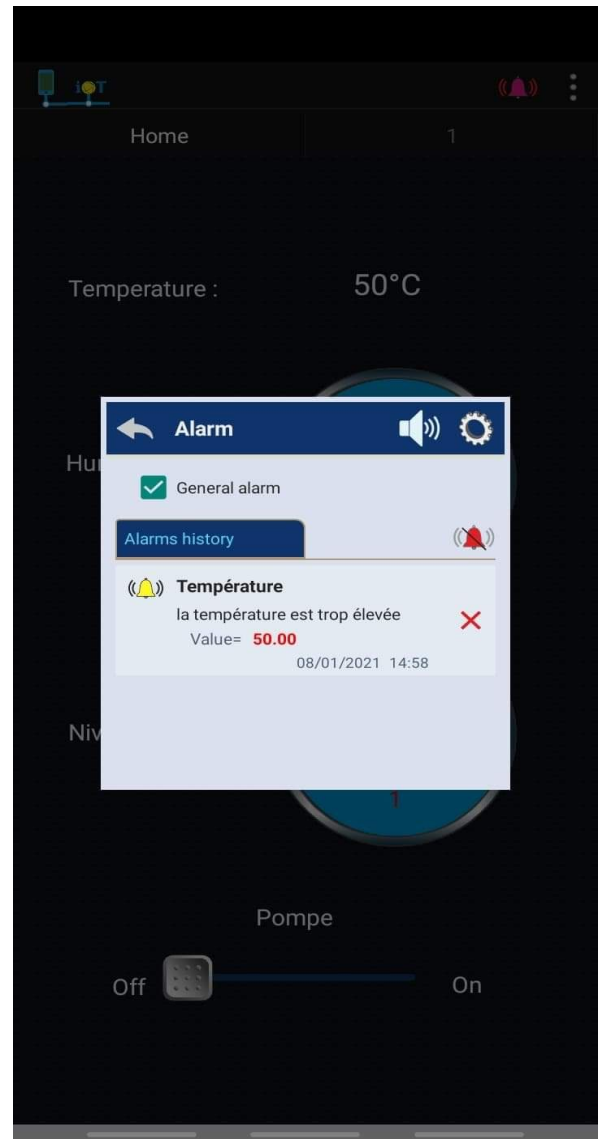 iOT
Home 1
Temperature : 50°C
Hu
Alarm
General alarm
Alarms history
Température
la température est trop élevée
Value= 50.00
08/01/2021 14:58
Niv
1
Pompe
Off On